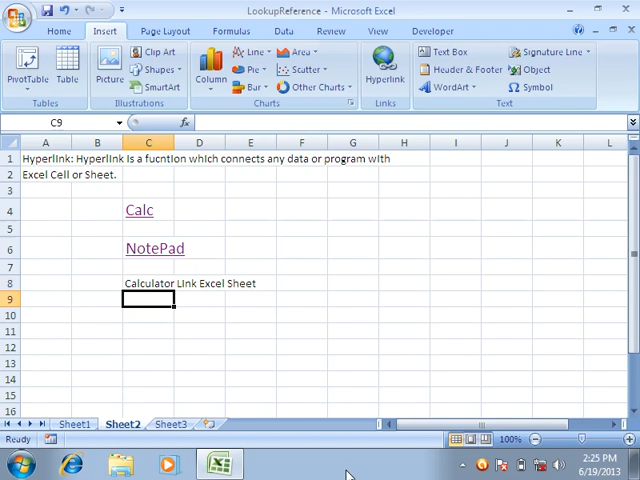 LookupReference - Microsoft Excel
Home Insert Page Layout Formulas Data Review View Developer
PivotTable Table Picture Clip Art Shapes SmartArt Column Line Pie Bar Area Scatter Other Charts Hyperlink Text Box Header & Footer WordArt Signature Line Object Symbol
Tables Illustrations Charts Links Text
C9 fx
A B C D E F G H I J K L
1 Hyperlink: Hyperlink is a fucntion which connects any data or program with
2 Excel Cell or Sheet.
3
4 Calc
5
6 NotePad
7
8 Calculator Link Excel Sheet
9
10
11
12
13
14
15
16
Sheet1 Sheet2 Sheet3
Ready 100%
2:25 PM
6/19/2013